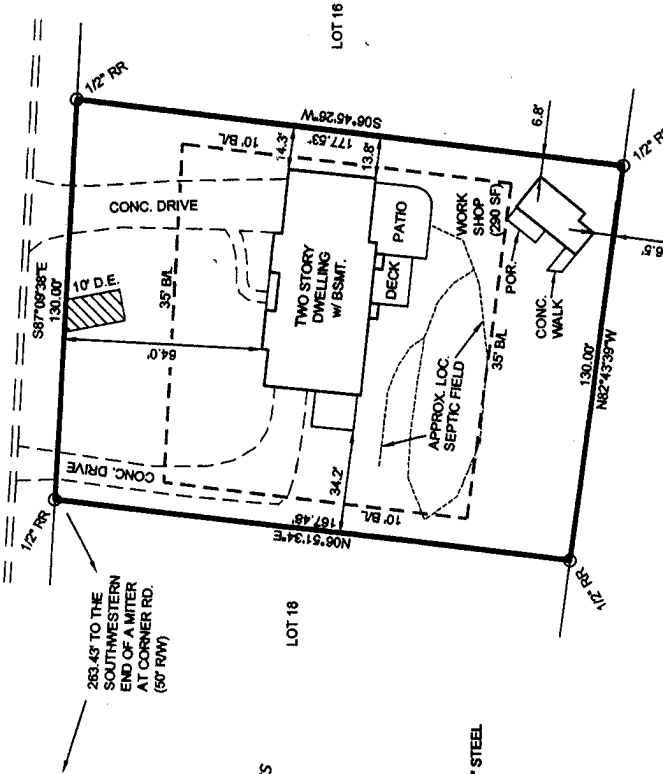 LOT 16
1/2" RR
S87°09'38"E
130.00'
10' D.E.
CONC. DRIVE
35' B/L
10' B/L
S06°45'26"W
177.53'
14.3'
13.8'
6.8'
64.0'
TWO STORY
DWELLING
w/ BSMT.
PATIO
DECK
WORK
SHOP
(290 SF)
POR.
CONC.
WALK
6.5'
APPROX. LOC.
SEPTIC FIELD
35' B/L
130.00'
N82°43'39"W
CONC. DRIVE
34.2'
10' B/L
167.48'
N06°51'34"E
1/2" RR
1/2" RR
LOT 18
263.43' TO THE
SOUTHWESTERN
END OF A MITER
AT CORNER RD.
(50' R/W)
" STEEL